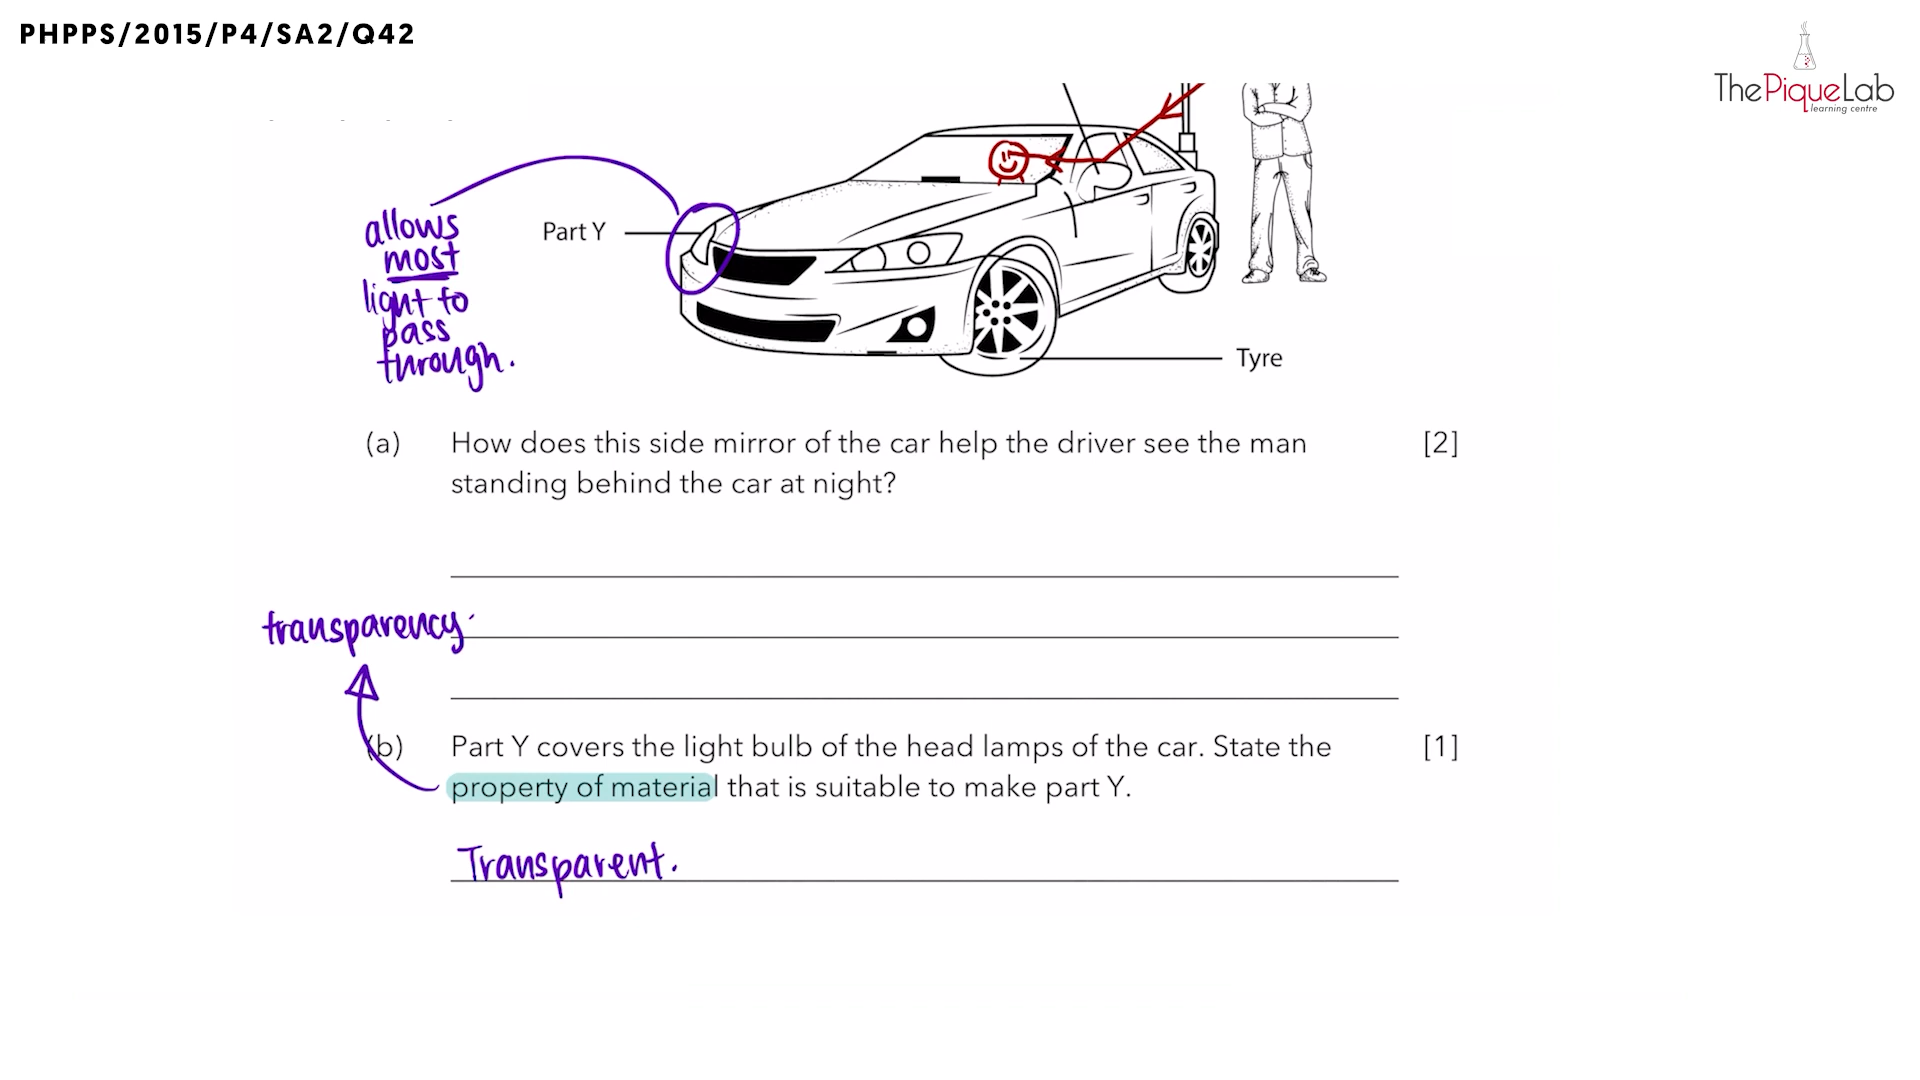 PHPPS/2015/P4/SA2/Q42
ThePiqueLab
learning centre
allows
most
light to
pass
through.
Part Y
Tyre
(a) How does this side mirror of the car help the driver see the man [2]
standing behind the car at night?
transparency.
(b) Part Y covers the light bulb of the head lamps of the car. State the [1]
property of material that is suitable to make part Y.
Transparent.